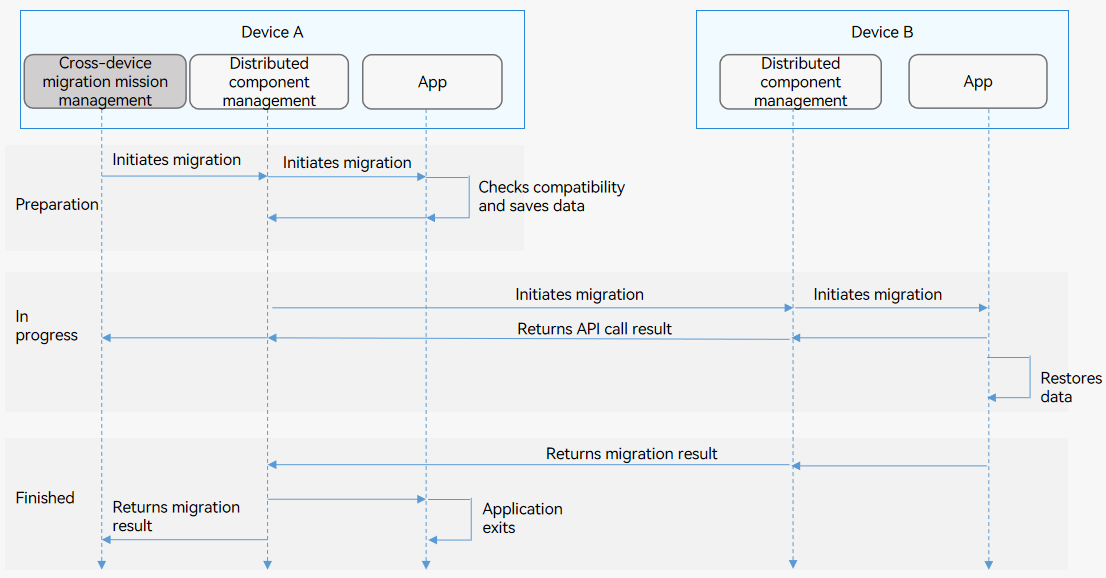 Device A
Device B
Cross-device
migration mission
management
Distributed
component
management
App
Distributed
component
management
App
Initiates migration
Initiates migration
Checks compatibility
and saves data
Preparation
Initiates migration
Initiates migration
In
progress
Returns API call result
Restores
data
Returns migration result
Finished
Returns migration
result
Application
exits